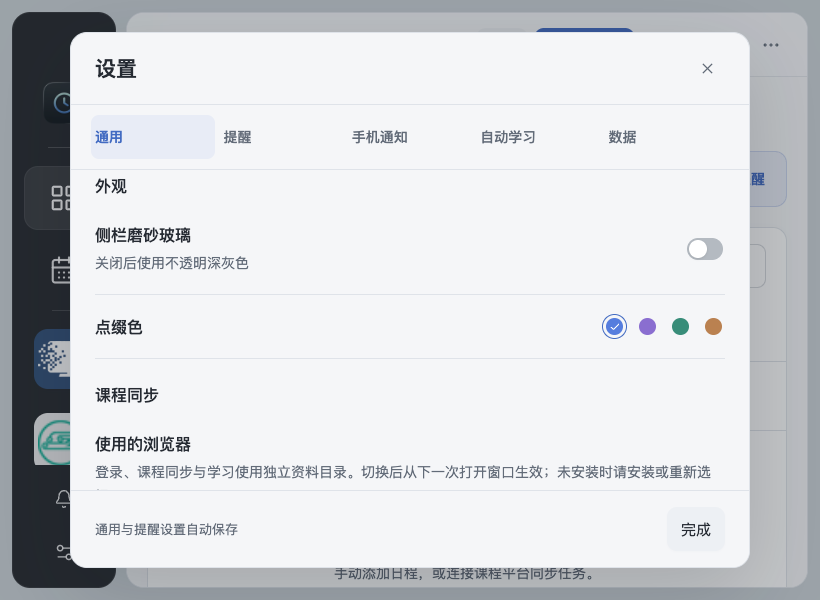 设置
通用
提醒
手机通知
自动学习
数据
外观
侧栏磨砂玻璃
关闭后使用不透明深灰色
点缀色
课程同步
使用的浏览器
登录、课程同步与学习使用独立资料目录。切换后从下一次打开窗口生效；未安装时请安装或重新选
通用与提醒设置自动保存
完成
醒
手动添加日程，或连接课程平台同步任务。